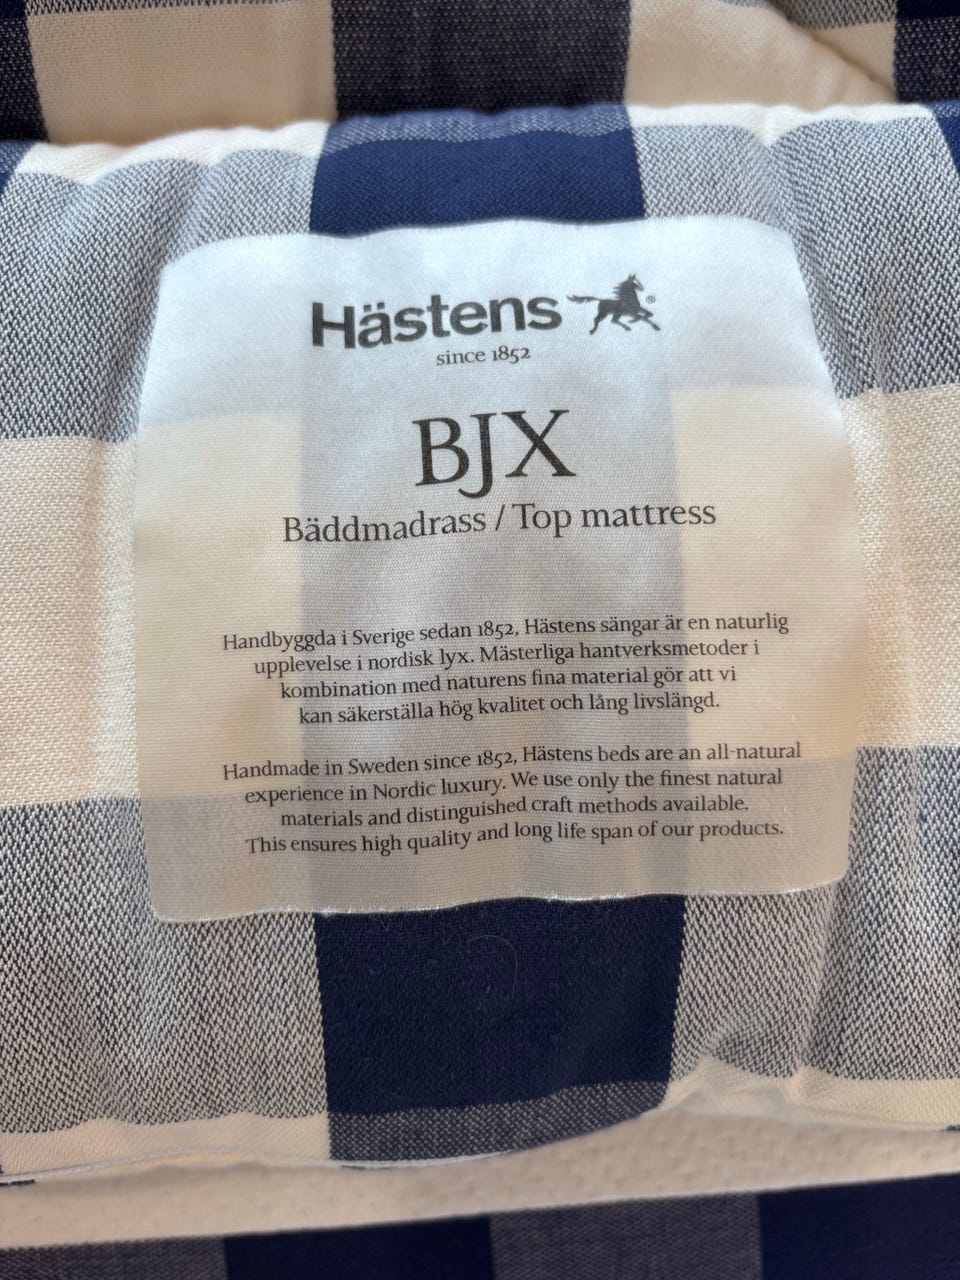 Hästens®
since 1852
BJX
Bäddmadrass / Top mattress
Handbyggda i Sverige sedan 1852, Hästens sängar är en naturlig
upplevelse i nordisk lyx. Mästerliga hantverksmetoder i
kombination med naturens fina material gör att vi
kan säkerställa hög kvalitet och lång livslängd.
Handmade in Sweden since 1852, Hästens beds are an all-natural
experience in Nordic luxury. We use only the finest natural
materials and distinguished craft methods available.
This ensures high quality and long life span of our products.